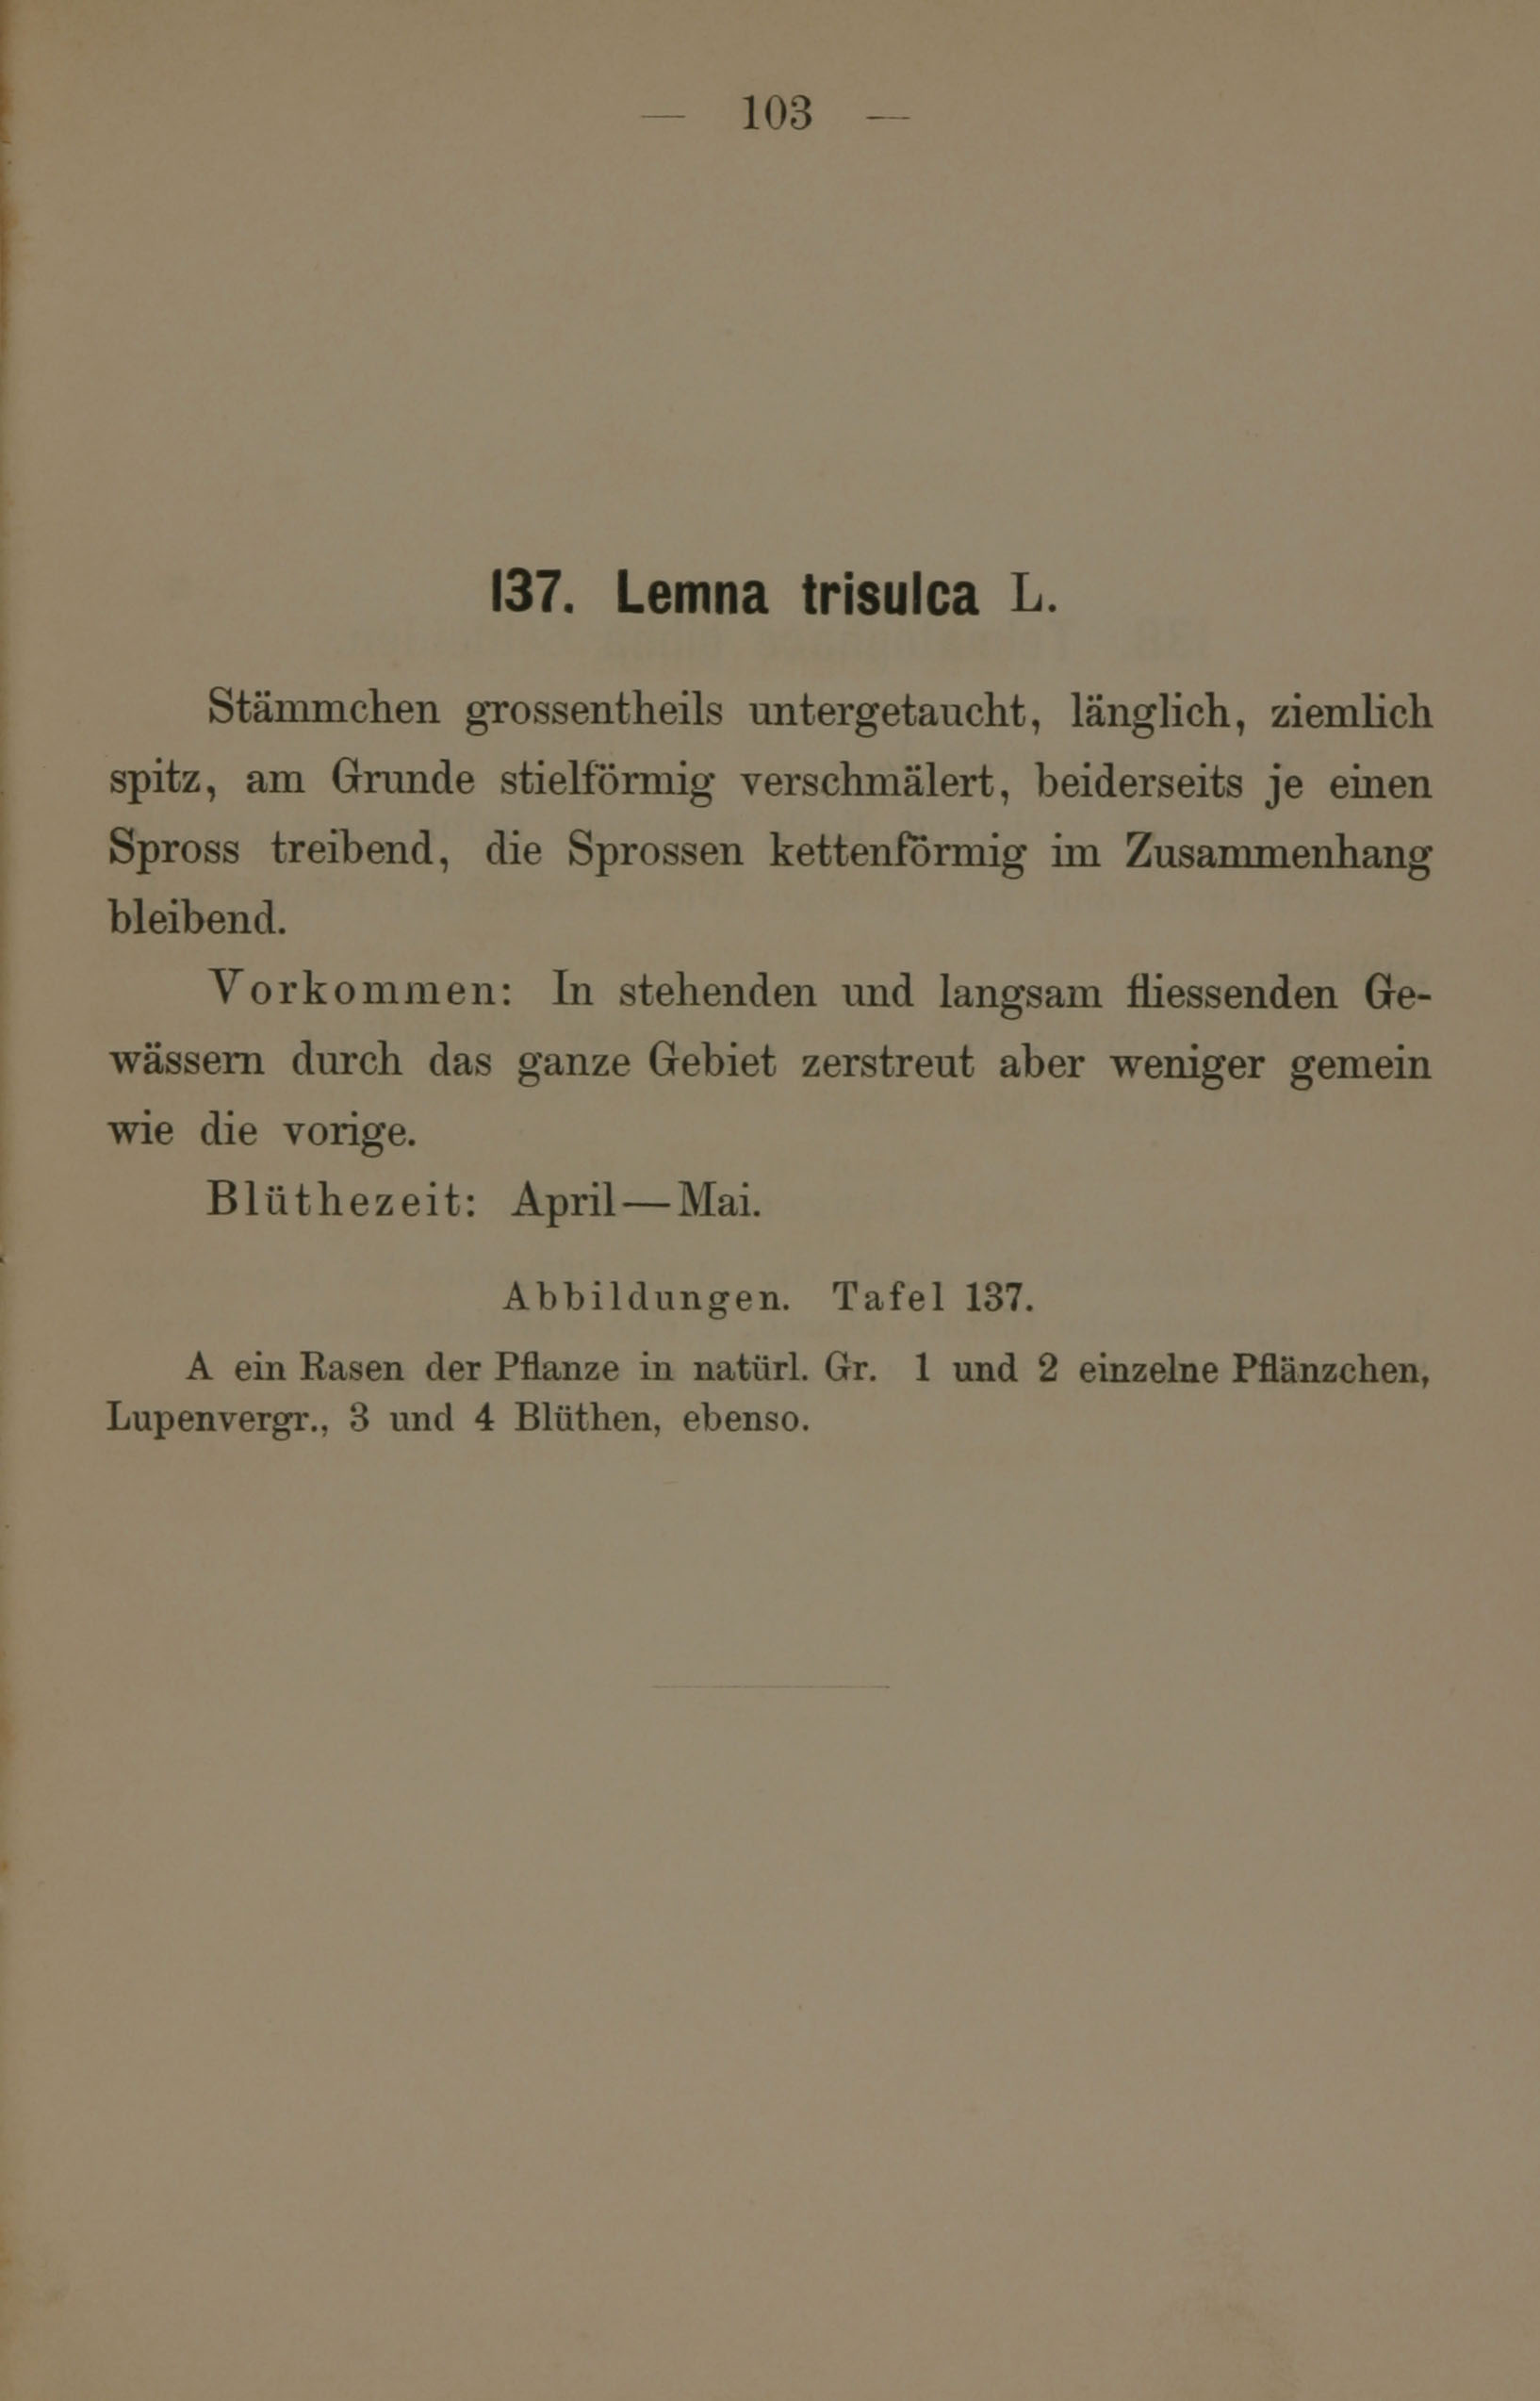 — 103 —
137. Lemna trisulca L.
Stämmchen grossentheils untergetaucht, länglich, ziemlich
spitz, am Grunde stielförmig verschmälert, beiderseits je einen
Spross treibend, die Sprossen kettenförmig im Zusammenhang
bleibend.
Vorkommen: In stehenden und langsam fliessenden Ge-
wässern durch das ganze Gebiet zerstreut aber weniger gemein
wie die vorige.
Blüthezeit: April—Mai.
Abbildungen. Tafel 137.
A ein Rasen der Pflanze in natürl. Gr. 1 und 2 einzelne Pflänzchen,
Lupenvergr., 3 und 4 Blüthen, ebenso.